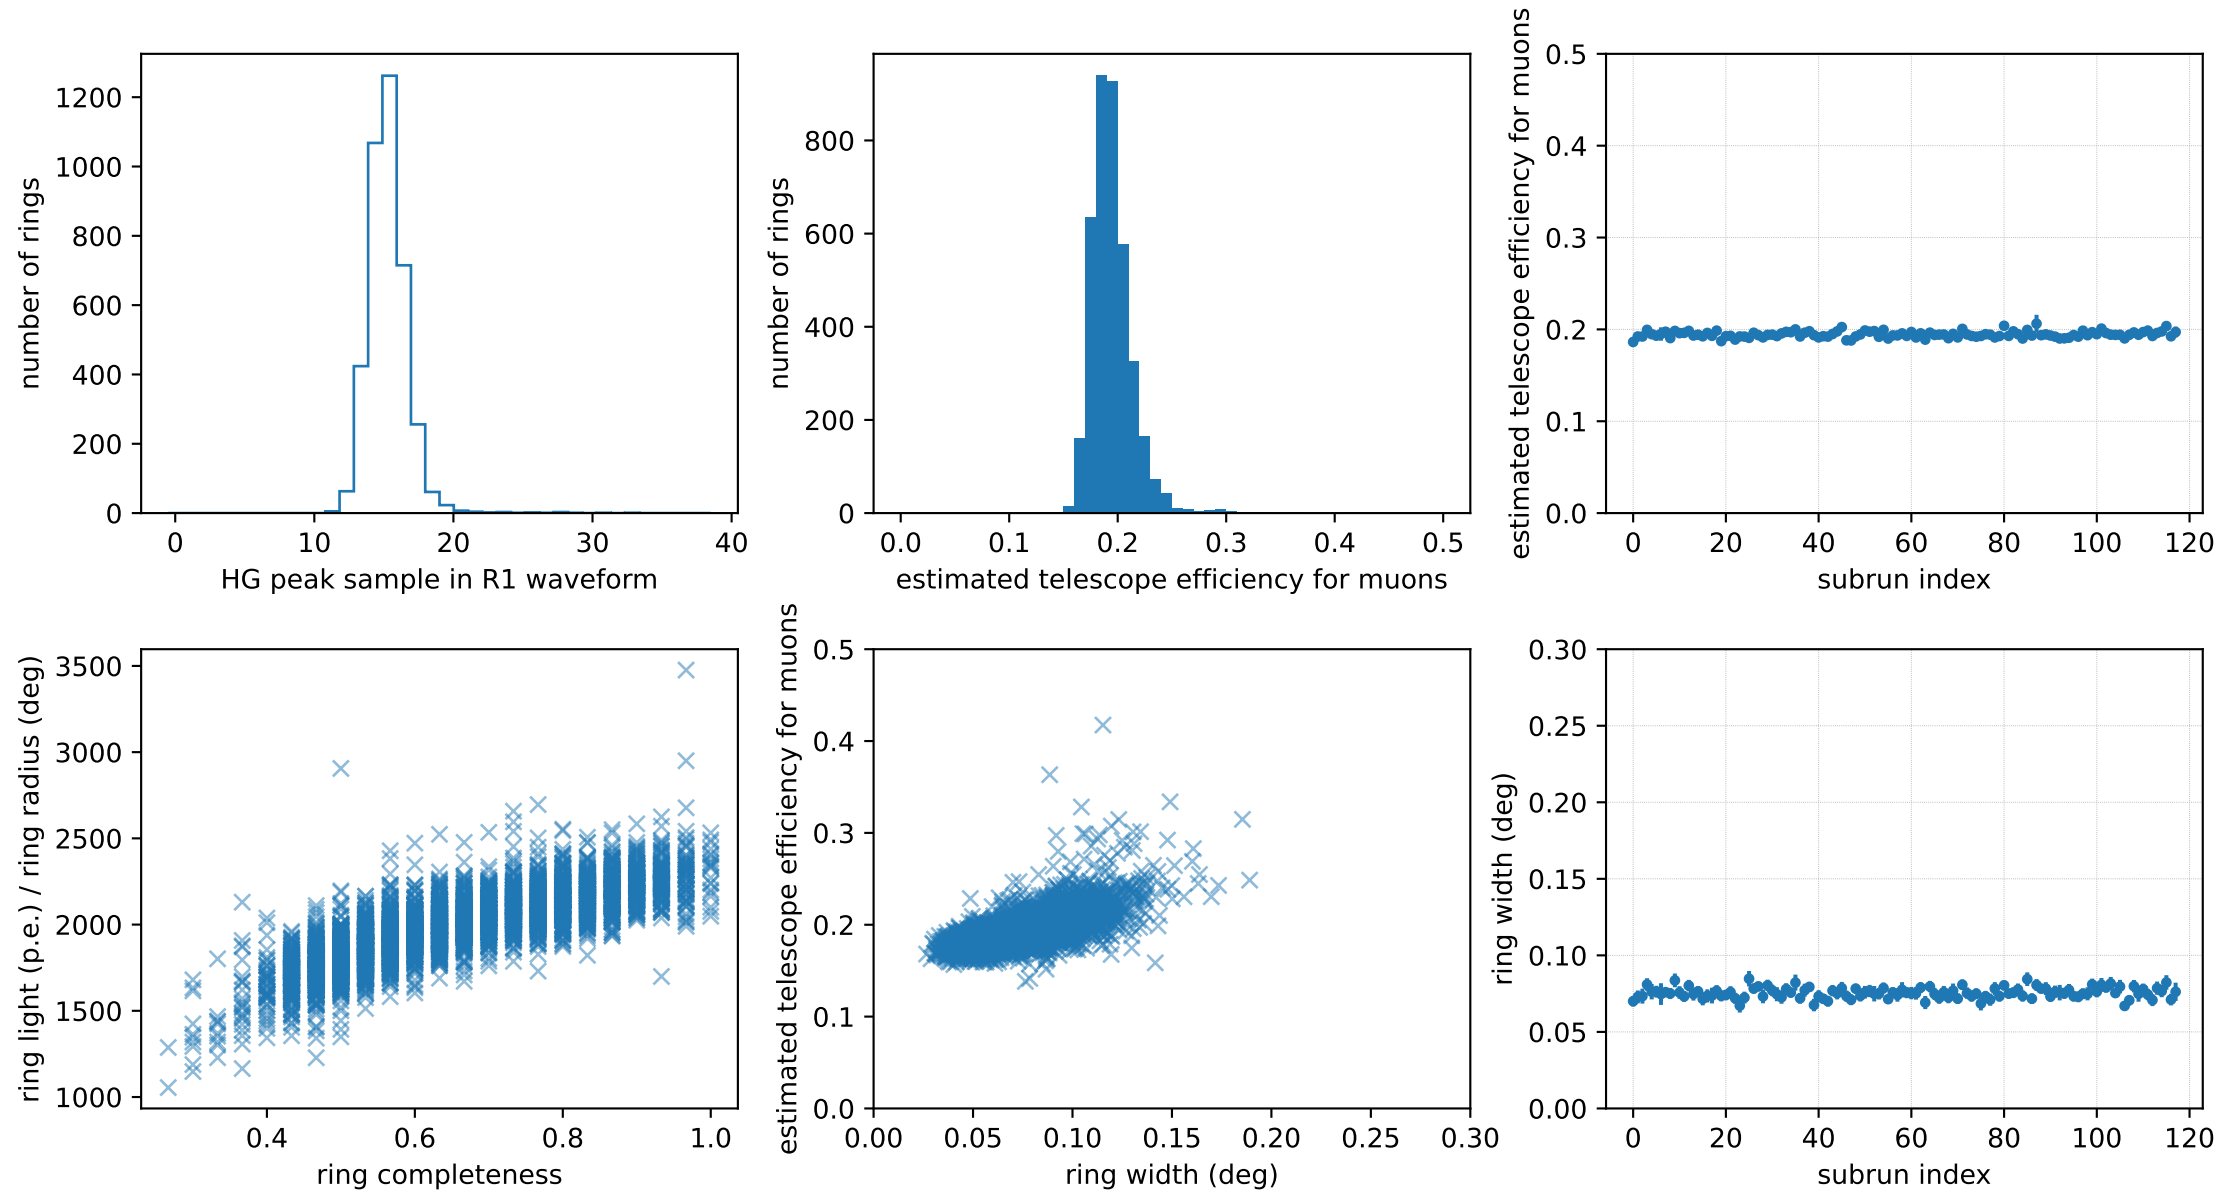 number of rings
1200
1000
800
600
400
200
0
0 10 20 30 40
HG peak sample in R1 waveform
number of rings
800
600
400
200
0
0.0 0.1 0.2 0.3 0.4 0.5
estimated telescope efficiency for muons
estimated telescope efficiency for muons
0.5
0.4
0.3
0.2
0.1
0.0
0 20 40 60 80 100 120
subrun index
ring light (p.e.) / ring radius (deg)
3500
3000
2500
2000
1500
1000
0.4 0.6 0.8 1.0
ring completeness
estimated telescope efficiency for muons
0.5
0.4
0.3
0.2
0.1
0.0
0.00 0.05 0.10 0.15 0.20 0.25 0.30
ring width (deg)
ring width (deg)
0.30
0.25
0.20
0.15
0.10
0.05
0.00
0 20 40 60 80 100 120
subrun index